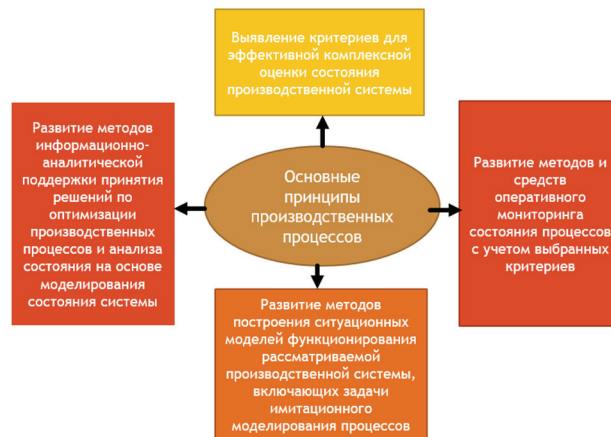 Выявление критериев для
эффективной комплексной
оценки состояния
производственной системы
Развитие методов
информационно-
аналитической
поддержки принятия
решений по
оптимизации
производственных
процессов и анализа
состояния на основе
моделирования
состояния системы
Основные
принципы
производственных
процессов
Развитие методов и
средств
оперативного
мониторинга
состояния процессов
с учетом выбранных
критериев
Развитие методов
построения ситуационных
моделей функционирования
рассматриваемой
производственной системы,
включающих задачи
имитационного
моделирования процессов